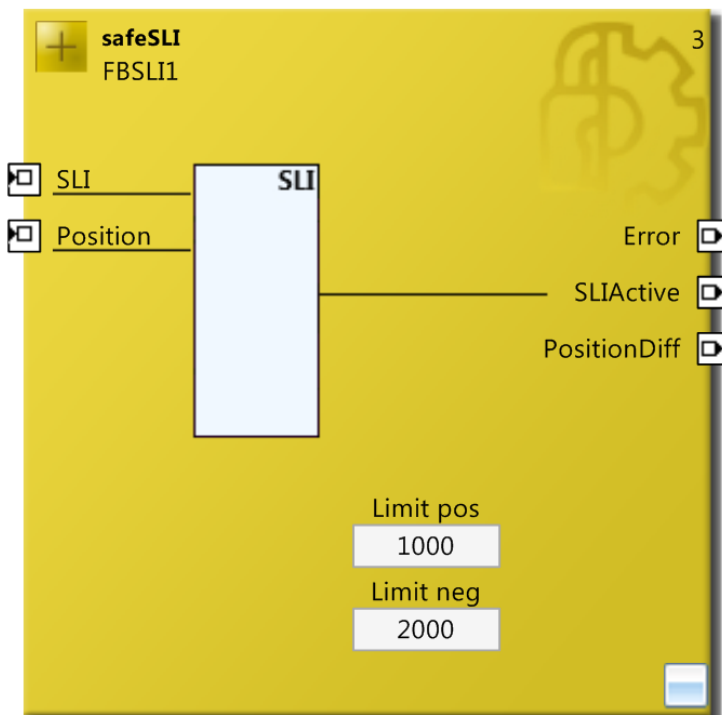 safeSLI
3
FBSLI1
SLI
SLI
Position
Error
SLIActive
PositionDiff
Limit pos
1000
Limit neg
2000